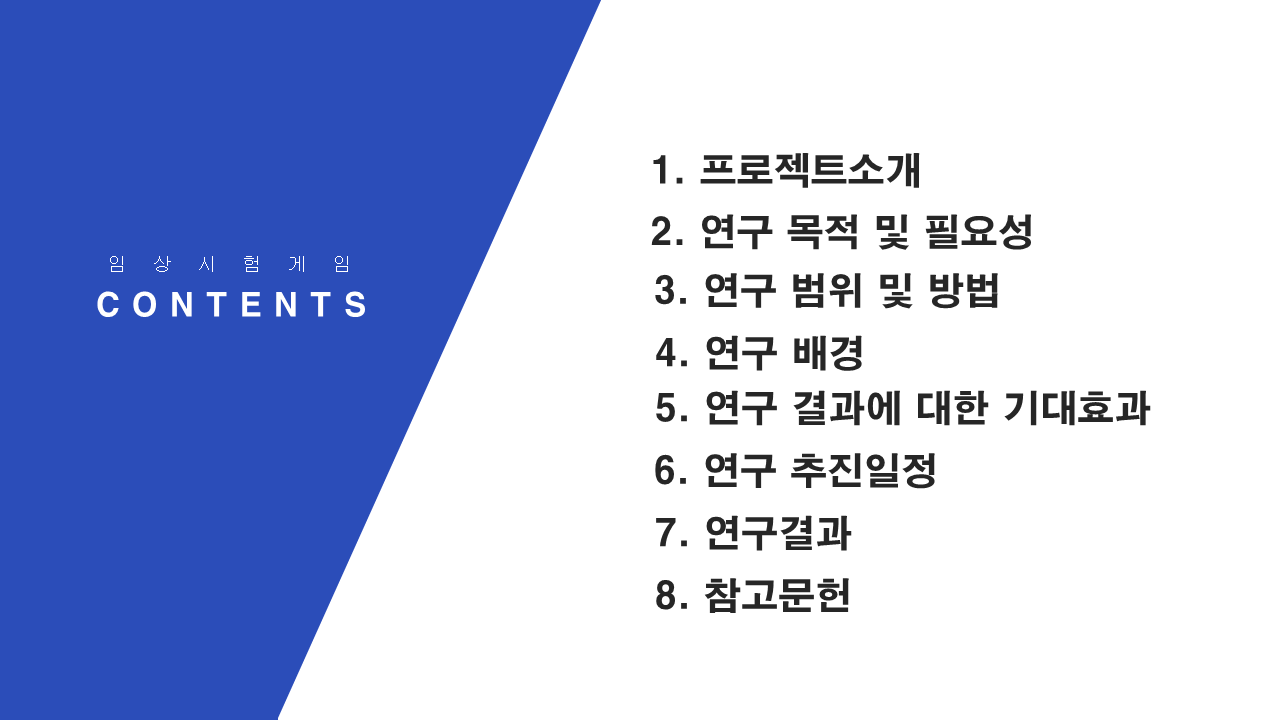 임 상 시 험 게 임
CONTENTS
1. 프로젝트소개
2. 연구 목적 및 필요성
3. 연구 범위 및 방법
4. 연구 배경
5. 연구 결과에 대한 기대효과
6. 연구 추진일정
7. 연구결과
8. 참고문헌